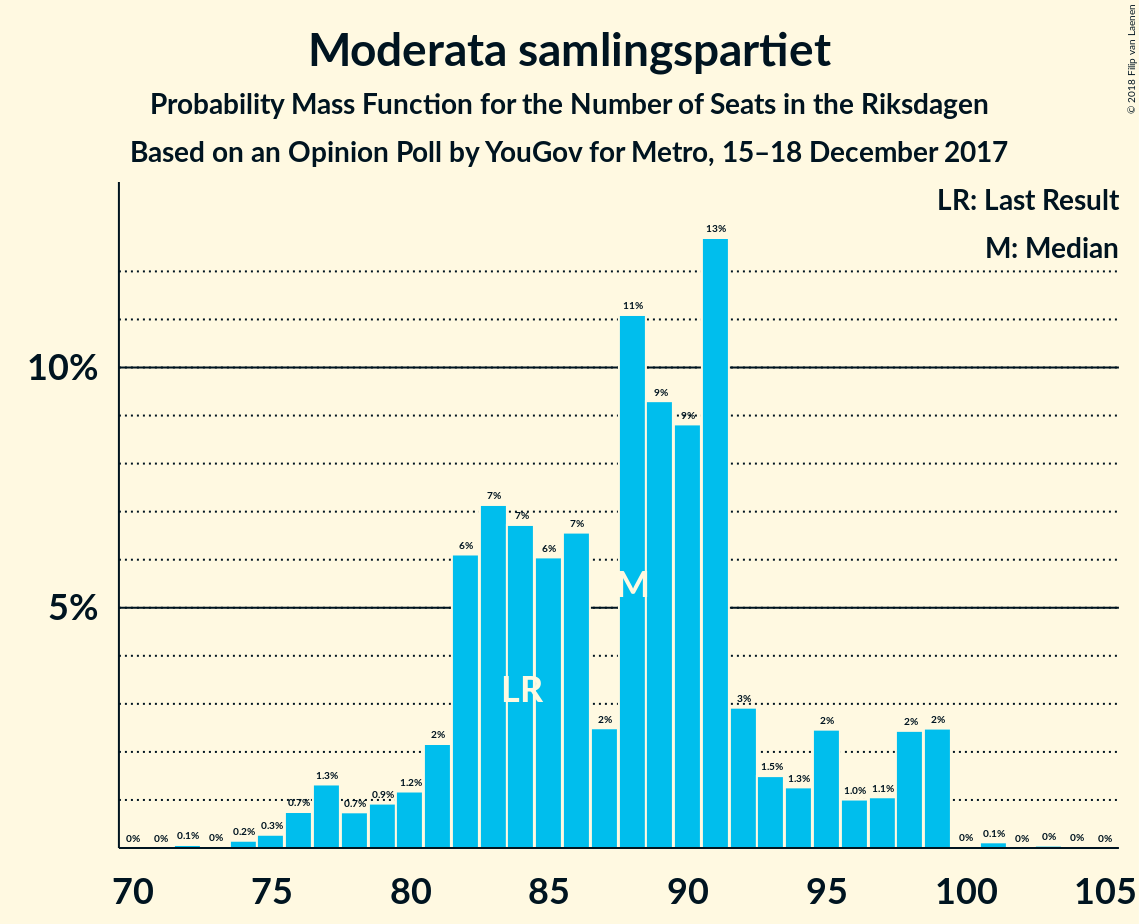 Moderata samlingspartiet
Probability Mass Function for the Number of Seats in the Riksdagen
Based on an Opinion Poll by YouGov for Metro, 15–18 December 2017
© 2018 Filip van Laenen
LR: Last Result
M: Median
10%
5%
0% 0% 0.1% 0% 0.2% 0.3% 0.7% 1.3% 0.7% 0.9% 1.2% 2% 6% 7% 7% 6% 7% 2% 11% 9% 9% 13% 3% 1.5% 1.3% 2% 1.0% 1.1% 2% 2% 0% 0.1% 0% 0% 0% 0%
M
LR
70 75 80 85 90 95 100 105